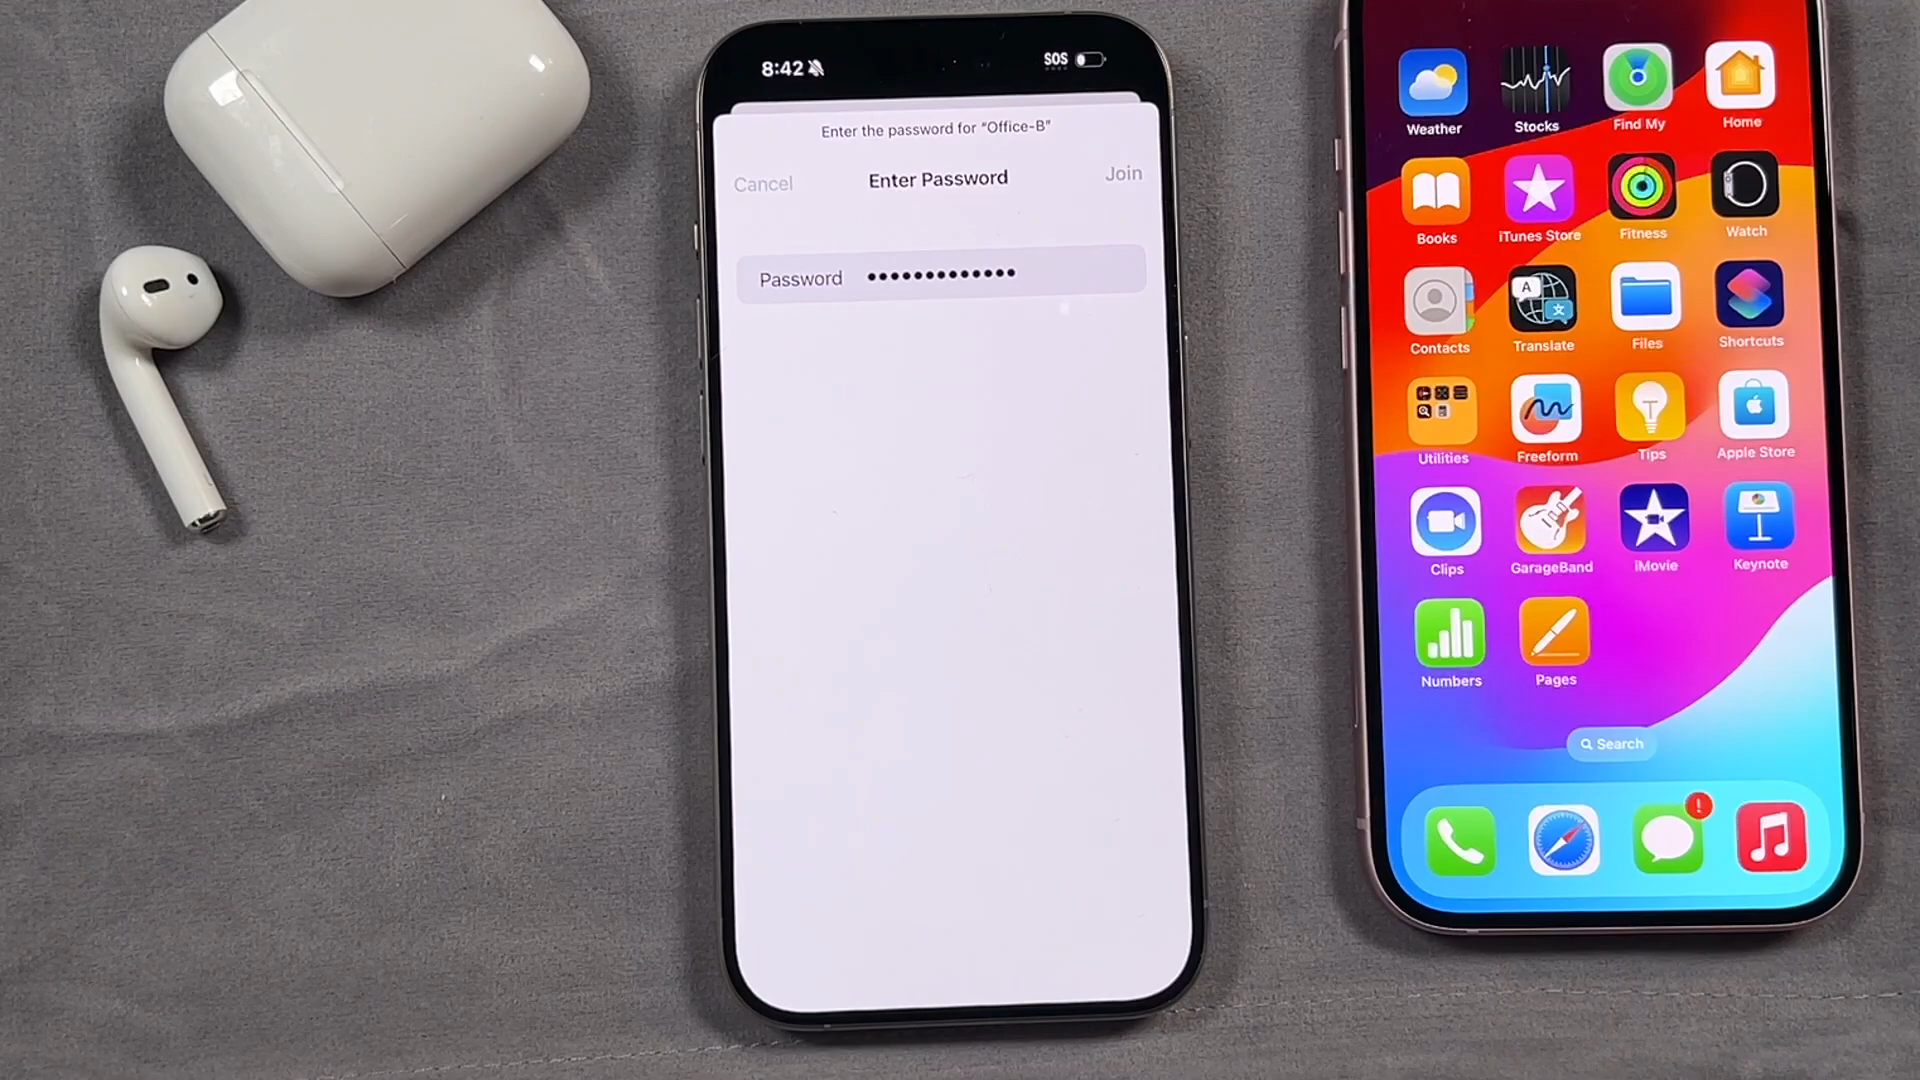 8:42
SOS
Enter the password for “Office-B”
Cancel
Enter Password
Join
Password
Weather
Stocks
Find My
Home
Books
iTunes Store
Fitness
Watch
Contacts
Translate
Files
Shortcuts
Utilities
Freeform
Tips
Apple Store
Clips
GarageBand
iMovie
Keynote
Numbers
Pages
Search